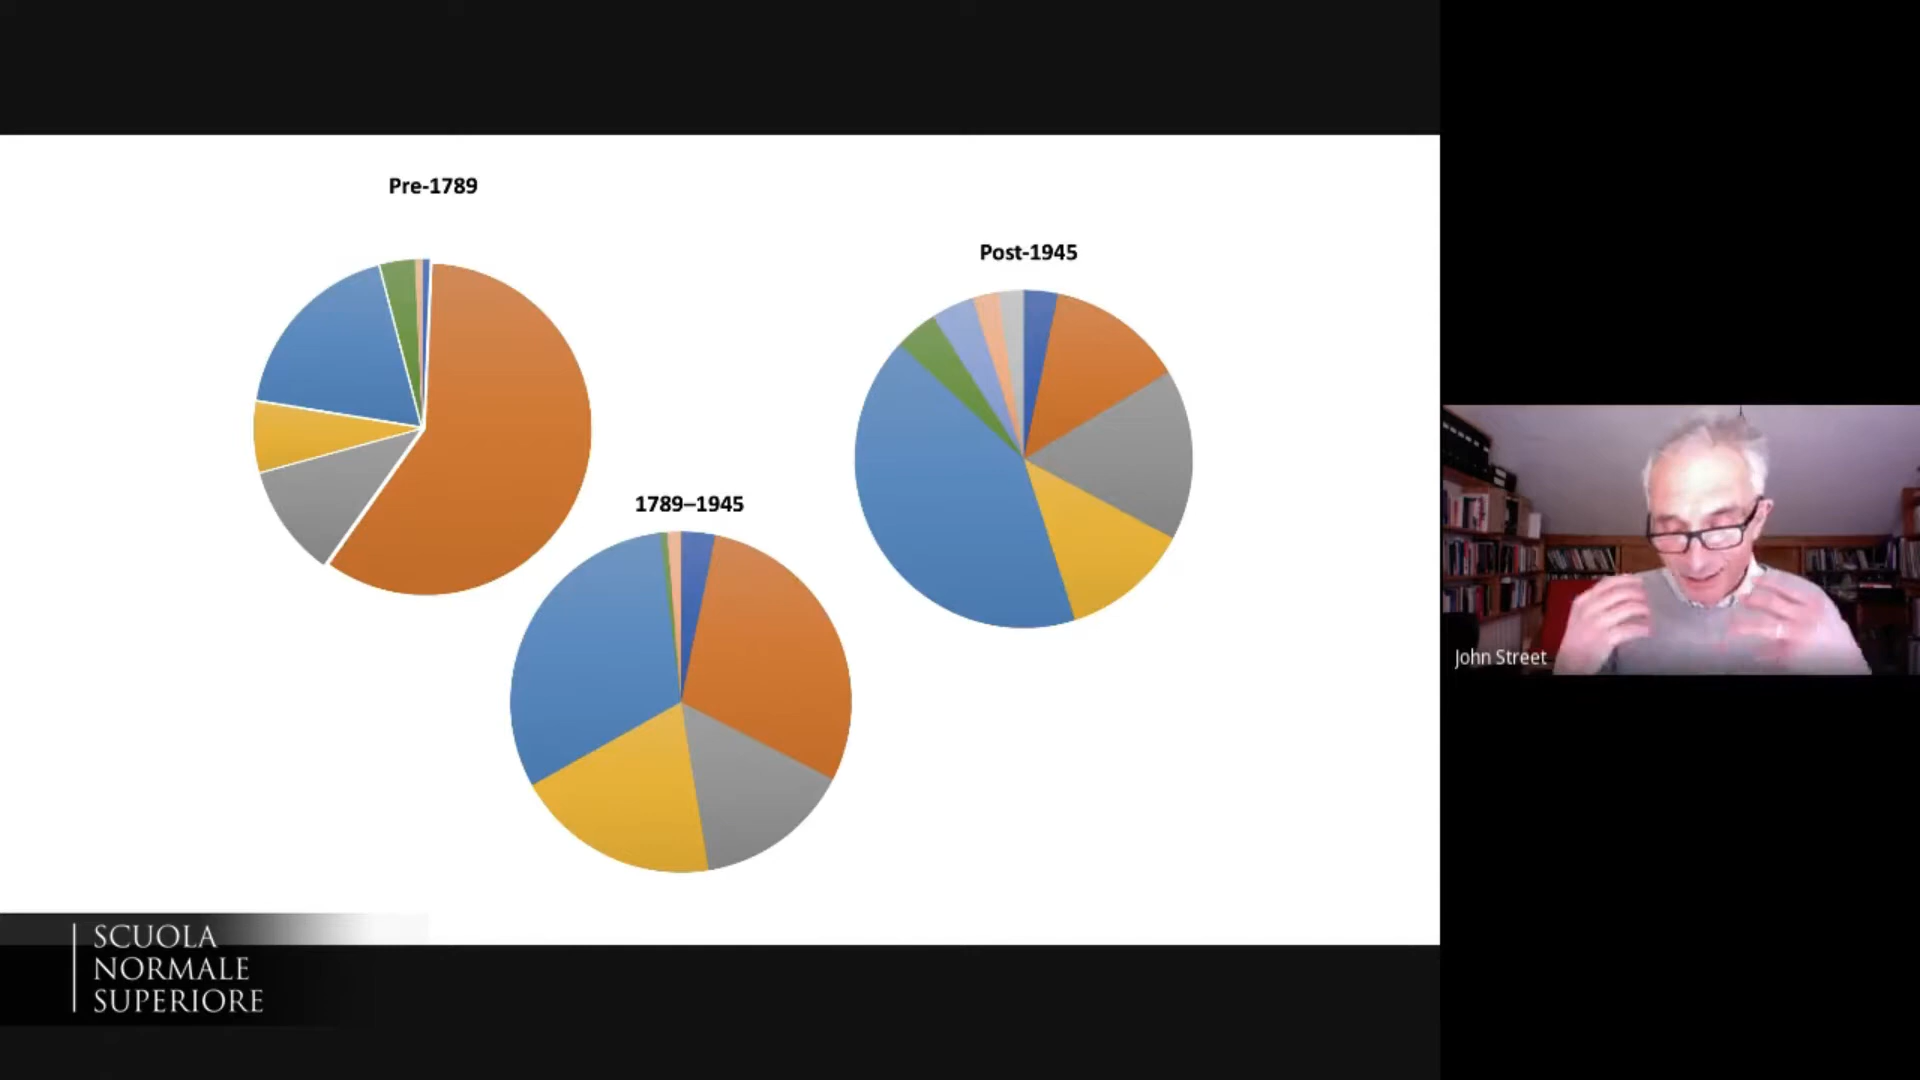 Pre-1789
Post-1945
1789–1945
John Street
SCUOLA
NORMALE
SUPERIORE